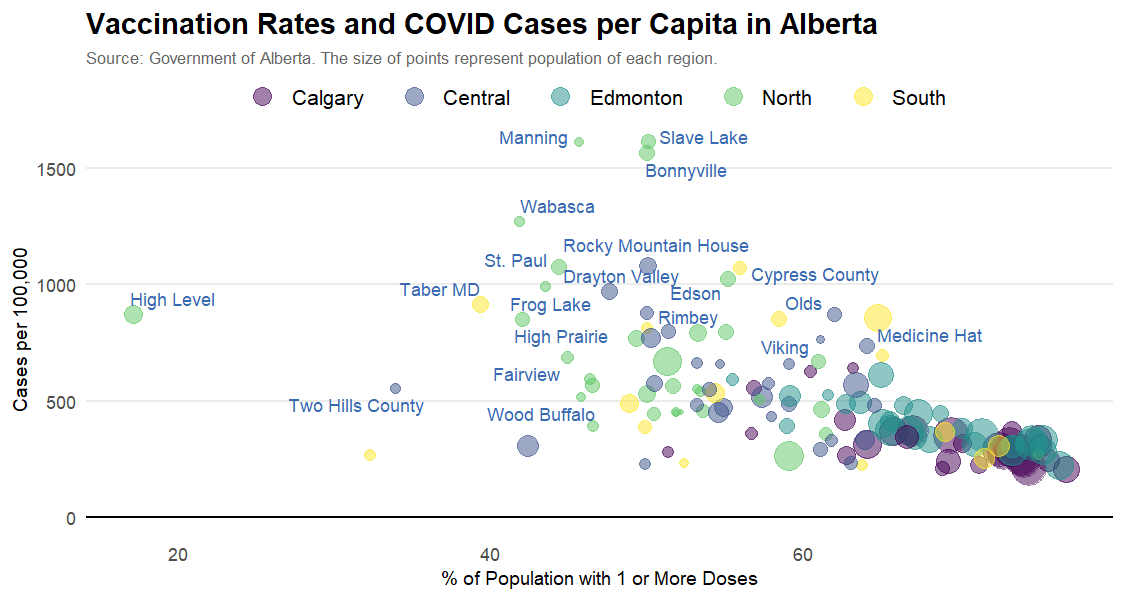 Vaccination Rates and COVID Cases per Capita in Alberta
Source: Government of Alberta. The size of points represent population of each region.
Calgary Central Edmonton North South
Manning Slave Lake
Bonnyville
Wabasca
Rocky Mountain House
St. Paul
Drayton Valley Cypress County
Taber MD Edson
High Level Frog Lake Olds
Rimbey
High Prairie Medicine Hat
Viking
Fairview
Two Hills County
Wood Buffalo
1500
1000
500
0
Cases per 100,000
20 40 60
% of Population with 1 or More Doses